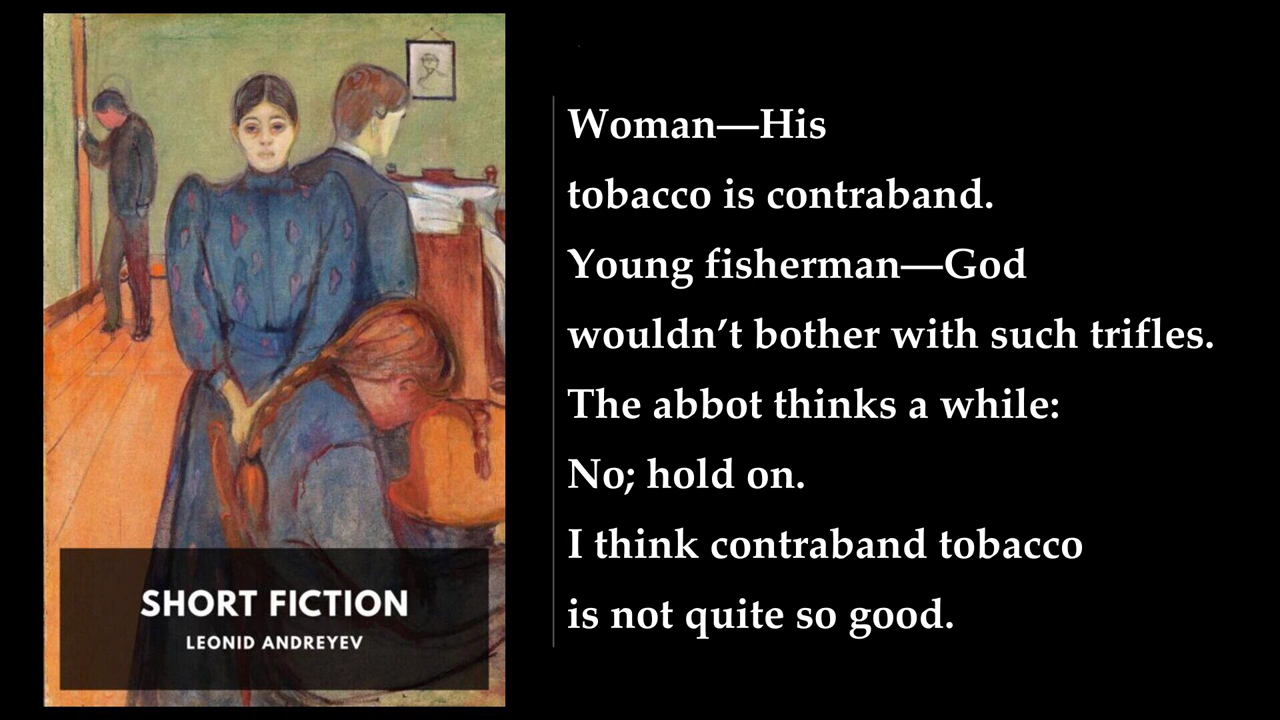 SHORT FICTION
LEONID ANDREYEV
Woman—His
tobacco is contraband.
Young fisherman—God
wouldn’t bother with such trifles.
The abbot thinks a while:
No; hold on.
I think contraband tobacco
is not quite so good.